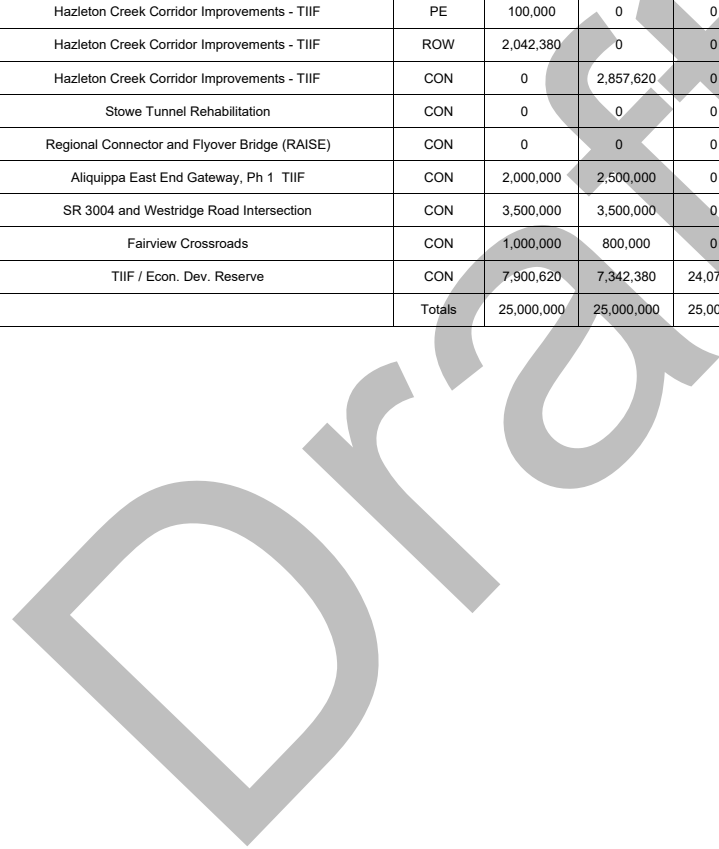 Hazleton Creek Corridor Improvements - TIIF PE 100,000 0 0
Hazleton Creek Corridor Improvements - TIIF ROW 2,042,380 0 0
Hazleton Creek Corridor Improvements - TIIF CON 0 2,857,620 0
Stowe Tunnel Rehabilitation CON 0 0 0
Regional Connector and Flyover Bridge (RAISE) CON 0 0 0
Aliquippa East End Gateway, Ph 1 TIIF CON 2,000,000 2,500,000 0
SR 3004 and Westridge Road Intersection CON 3,500,000 3,500,000 0
Fairview Crossroads CON 1,000,000 800,000 0
TIIF / Econ. Dev. Reserve CON 7,900,620 7,342,380 24,07
Totals 25,000,000 25,000,000 25,00
Draft